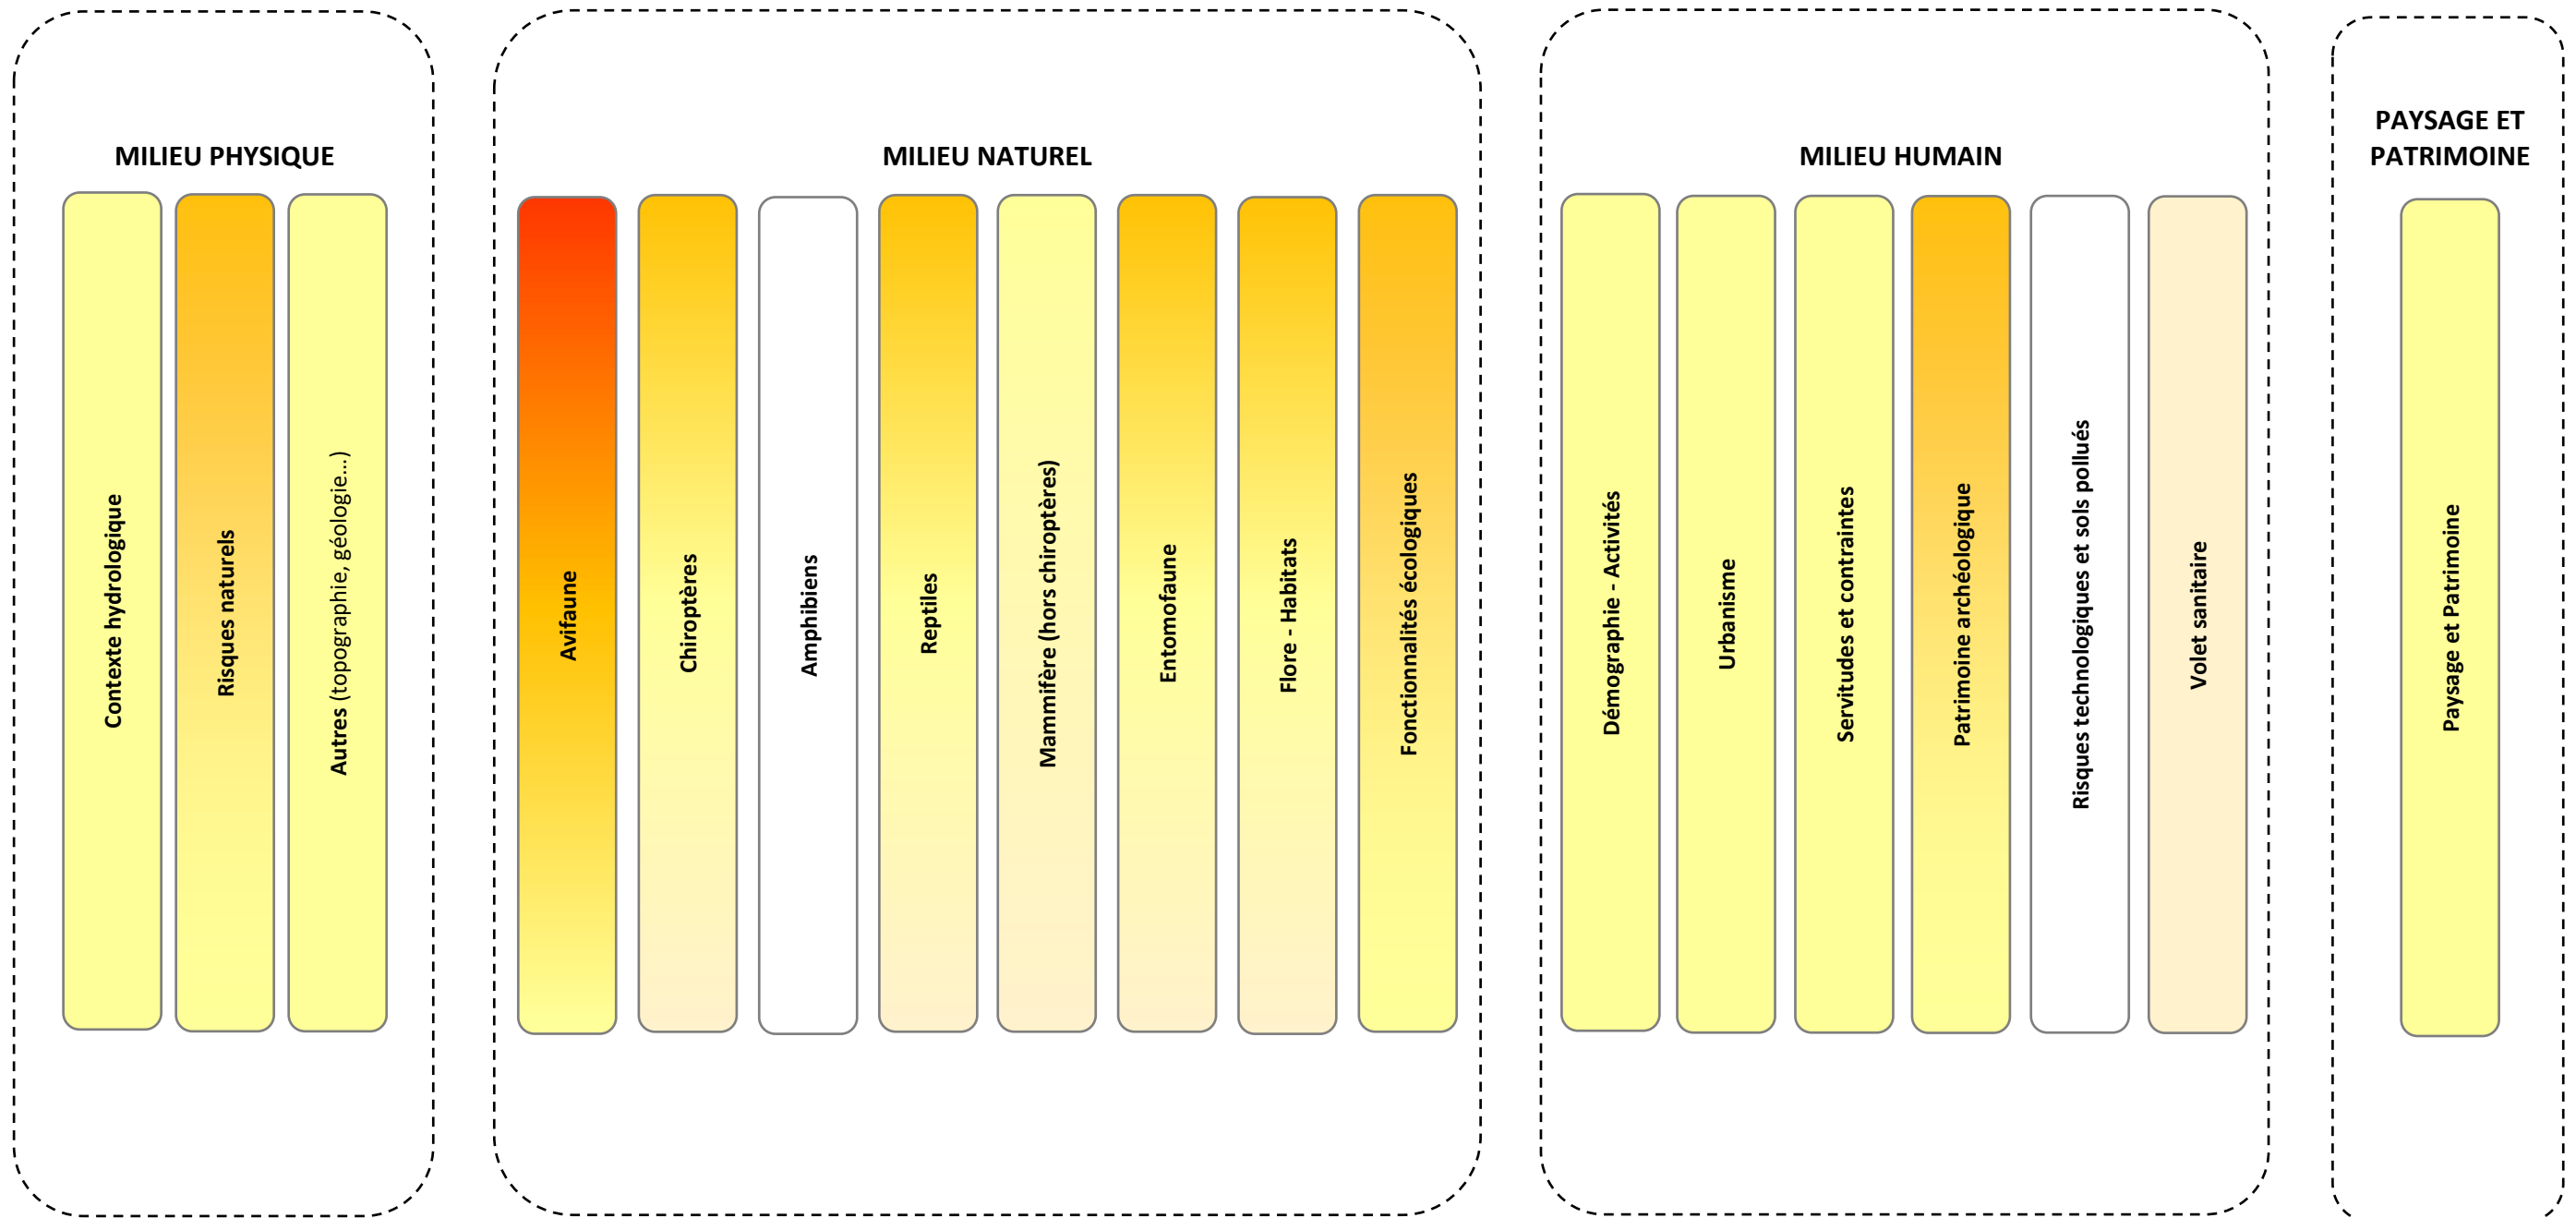 MILIEU PHYSIQUE
Contexte hydrologique
Risques naturels
Autres (topographie, géologie...)
MILIEU NATUREL
Avifaune
Chiroptères
Amphibiens
Reptiles
Mammifère (hors chiroptères)
Entomofaune
Flore - Habitats
Fonctionnalités écologiques
MILIEU HUMAIN
Démographie - Activités
Urbanisme
Servitudes et contraintes
Patrimoine archéologique
Risques technologiques et sols pollués
Volet sanitaire
PAYSAGE ET
PATRIMOINE
Paysage et Patrimoine